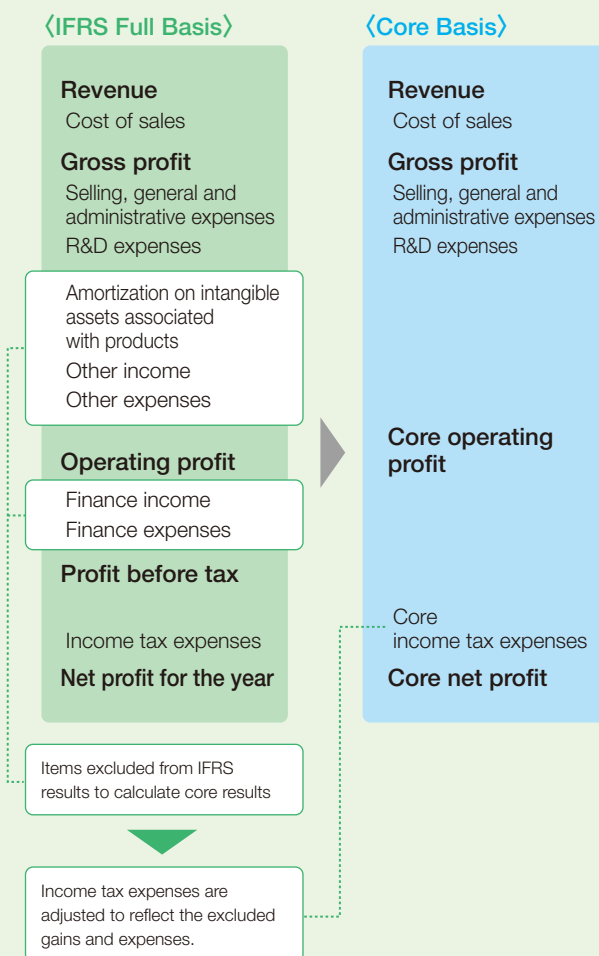 〈IFRS Full Basis〉
Revenue
Cost of sales
Gross profit
Selling, general and
administrative expenses
R&D expenses
Amortization on intangible
assets associated
with products
Other income
Other expenses
Operating profit
Finance income
Finance expenses
Profit before tax
Income tax expenses
Net profit for the year
Items excluded from IFRS
results to calculate core results
Income tax expenses are
adjusted to reflect the excluded
gains and expenses.
〈Core Basis〉
Revenue
Cost of sales
Gross profit
Selling, general and
administrative expenses
R&D expenses
Core operating
profit
Core
income tax expenses
Core net profit